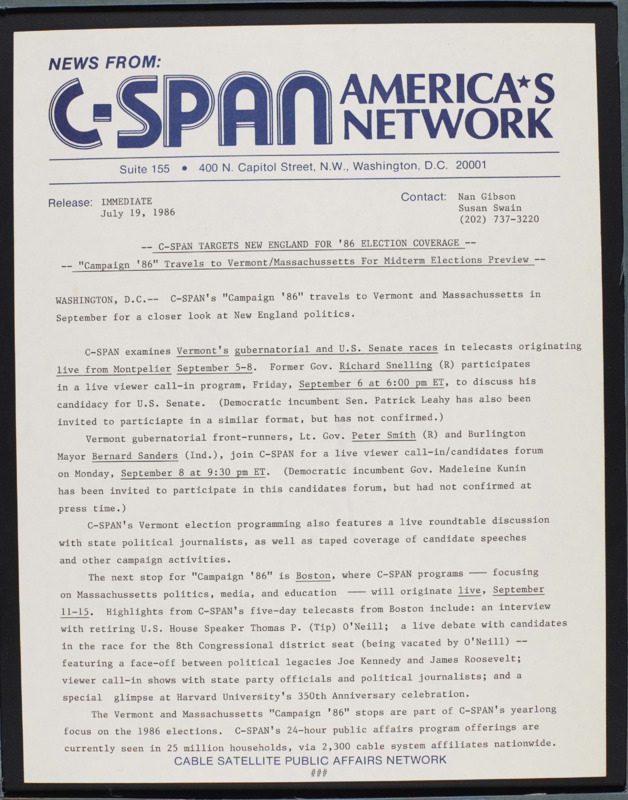 NEWS FROM:
C-SPAN AMERICA★S NETWORK
Suite 155 • 400 N. Capitol Street, N.W., Washington, D.C. 20001
Release: IMMEDIATE
July 19, 1986
Contact: Nan Gibson
Susan Swain
(202) 737-3220
-- C-SPAN TARGETS NEW ENGLAND FOR '86 ELECTION COVERAGE --
-- "Campaign '86" Travels to Vermont/Massachussetts For Midterm Elections Preview --
WASHINGTON, D.C.-- C-SPAN's "Campaign '86" travels to Vermont and Massachussetts in
September for a closer look at New England politics.
C-SPAN examines Vermont's gubernatorial and U.S. Senate races in telecasts originating
live from Montpelier September 5-8. Former Gov. Richard Snelling (R) participates
in a live viewer call-in program, Friday, September 6 at 6:00 pm ET, to discuss his
candidacy for U.S. Senate. (Democratic incumbent Sen. Patrick Leahy has also been
invited to particiapte in a similar format, but has not confirmed.)
Vermont gubernatorial front-runners, Lt. Gov. Peter Smith (R) and Burlington
Mayor Bernard Sanders (Ind.), join C-SPAN for a live viewer call-in/candidates forum
on Monday, September 8 at 9:30 pm ET. (Democratic incumbent Gov. Madeleine Kunin
has been invited to participate in this candidates forum, but had not confirmed at
press time.)
C-SPAN's Vermont election programming also features a live roundtable discussion
with state political journalists, as well as taped coverage of candidate speeches
and other campaign activities.
The next stop for "Campaign '86" is Boston, where C-SPAN programs -- focusing
on Massachussetts politics, media, and education -- will originate live, September
11-15. Highlights from C-SPAN's five-day telecasts from Boston include: an interview
with retiring U.S. House Speaker Thomas P. (Tip) O'Neill; a live debate with candidates
in the race for the 8th Congressional district seat (being vacated by O'Neill) --
featuring a face-off between political legacies Joe Kennedy and James Roosevelt;
viewer call-in shows with state party officials and political journalists; and a
special glimpse at Harvard University's 350th Anniversary celebration.
The Vermont and Massachussetts "Campaign '86" stops are part of C-SPAN's yearlong
focus on the 1986 elections. C-SPAN's 24-hour public affairs program offerings are
currently seen in 25 million households, via 2,300 cable system affiliates nationwide.
CABLE SATELLITE PUBLIC AFFAIRS NETWORK
###